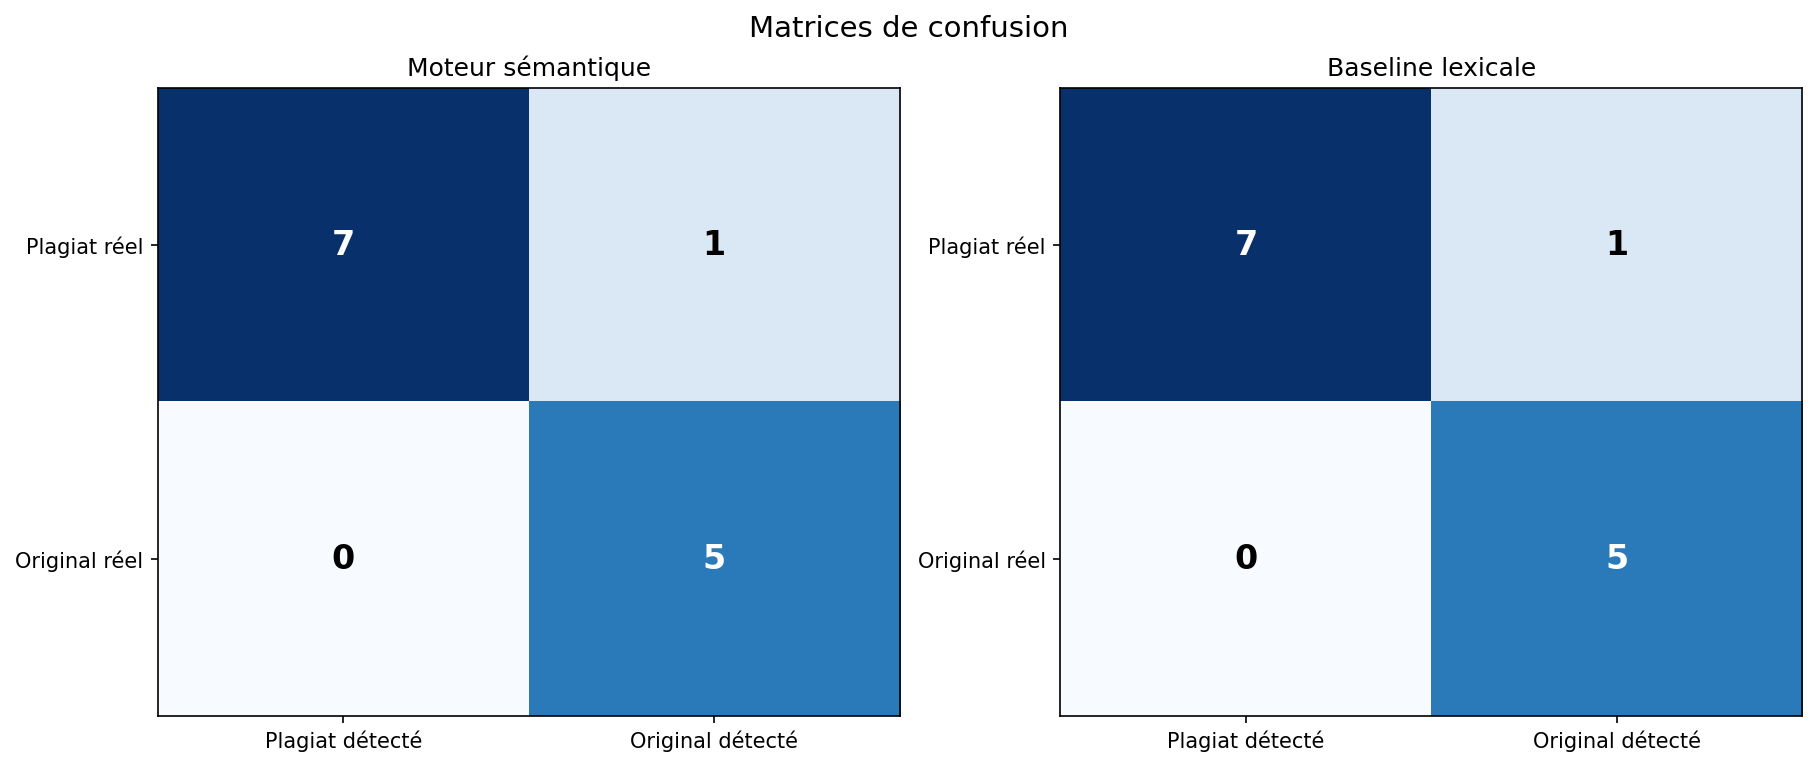 Matrices de confusion
Moteur sémantique
Baseline lexicale
Plagiat réel
7
1
Original réel
0
5
Plagiat détecté
Original détecté
Plagiat réel
7
1
Original réel
0
5
Plagiat détecté
Original détecté